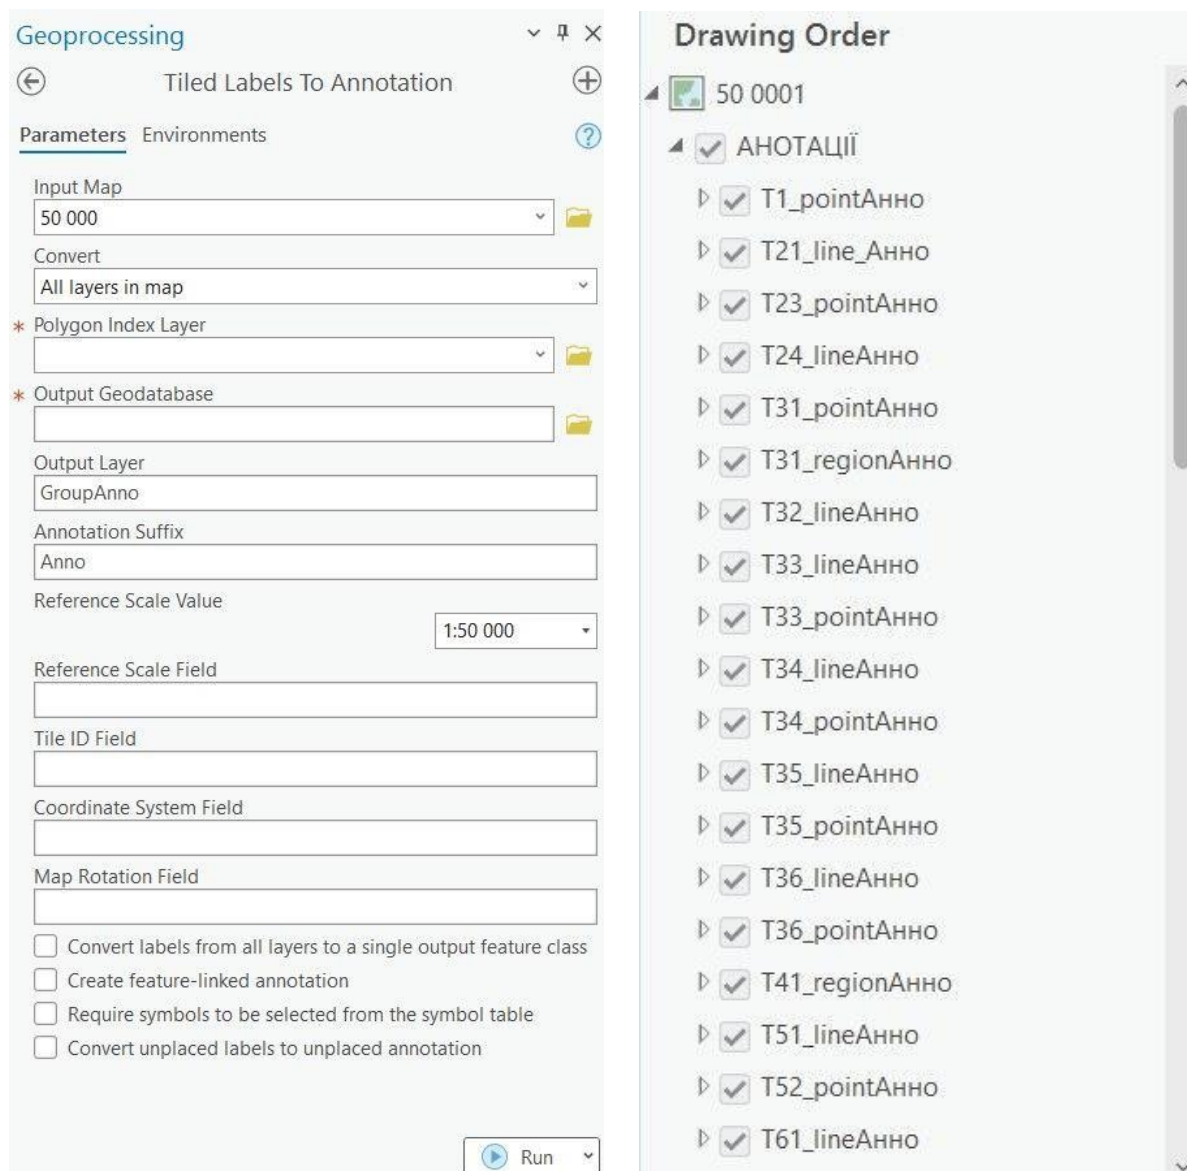 Geoprocessing
Tiled Labels To Annotation
Parameters Environments
Input Map
50 000
Convert
All layers in map
* Polygon Index Layer
* Output Geodatabase
Output Layer
GroupAnno
Annotation Suffix
Anno
Reference Scale Value
1:50 000
Reference Scale Field
Tile ID Field
Coordinate System Field
Map Rotation Field
Convert labels from all layers to a single output feature class
Create feature-linked annotation
Require symbols to be selected from the symbol table
Convert unplaced labels to unplaced annotation
Run
Drawing Order
50 0001
АНОТАЦІЇ
T1_pointАнно
T21_line_Анно
T23_pointАнно
T24_lineАнно
T31_pointАнно
T31_regionАнно
T32_lineАнно
T33_lineАнно
T33_pointАнно
T34_lineАнно
T34_pointАнно
T35_lineАнно
T35_pointАнно
T36_lineАнно
T36_pointАнно
T41_regionАнно
T51_lineАнно
T52_pointАнно
T61_lineАнно